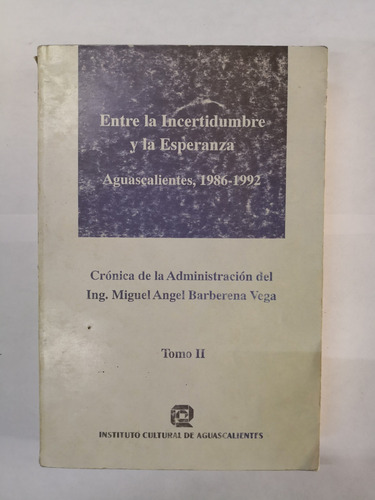 Entre la Incertidumbre
y la Esperanza
Aguascalientes, 1986-1992
Crónica de la Administración del
Ing. Miguel Angel Barberena Vega
Tomo II
INSTITUTO CULTURAL DE AGUASCALIENTES